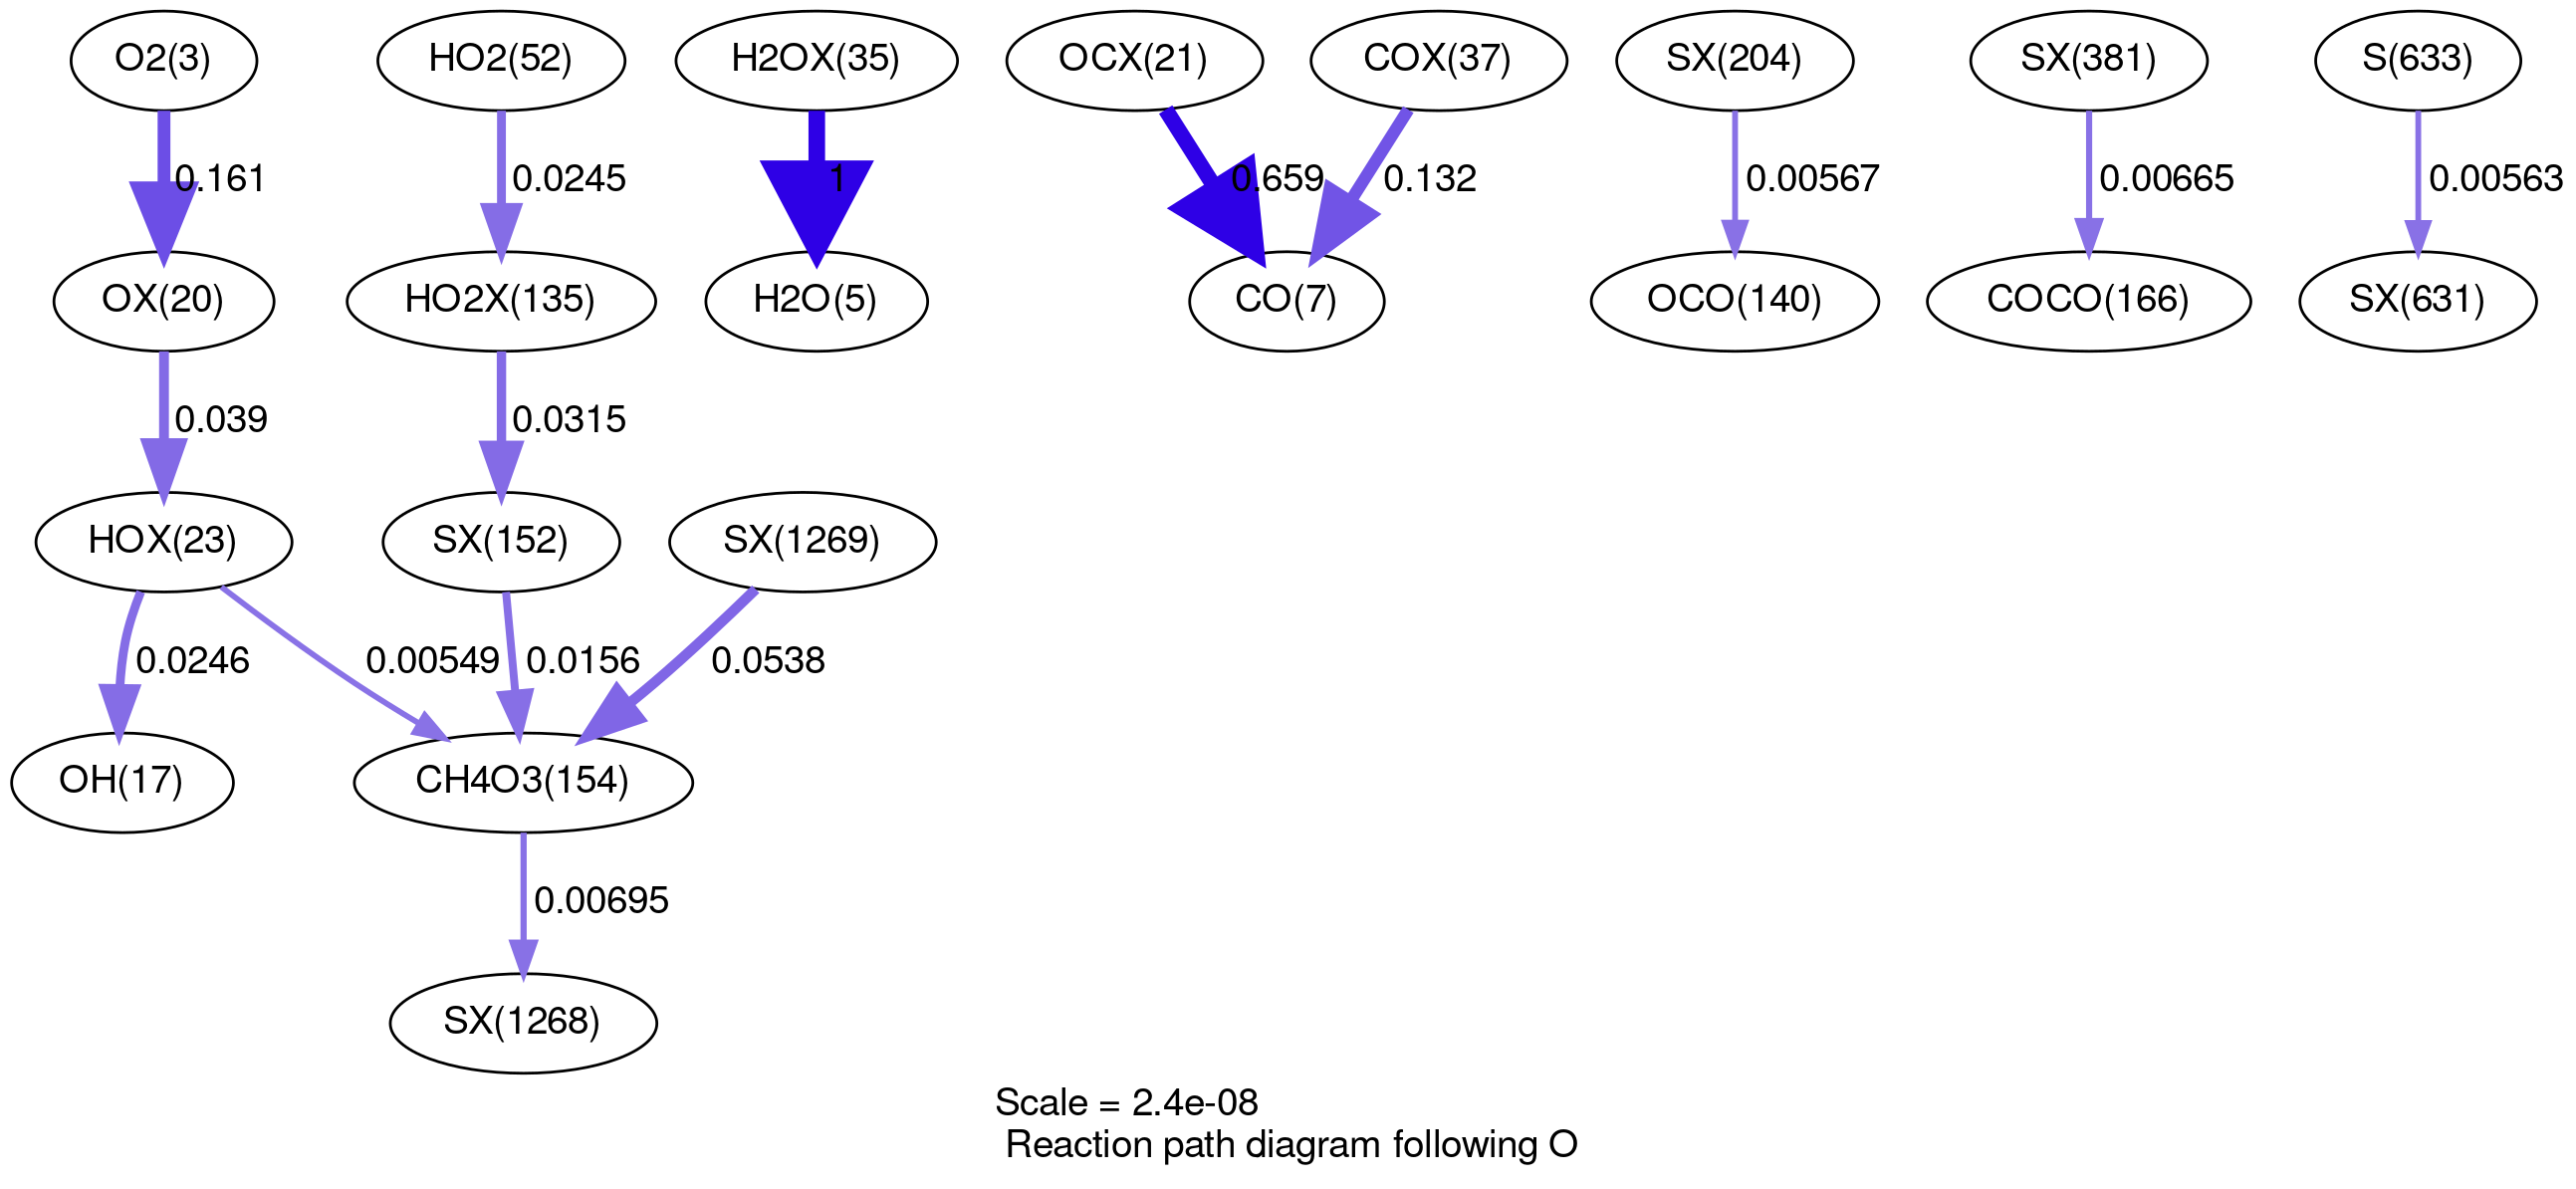 O2(3)
HO2(52)
H2OX(35)
OCX(21)
COX(37)
SX(204)
SX(381)
S(633)
0.161
0.0245
1
0.659
0.132
0.00567
0.00665
0.00563
OX(20)
HO2X(135)
H2O(5)
CO(7)
OCO(140)
COCO(166)
SX(631)
0.039
0.0315
HOX(23)
SX(152)
SX(1269)
0.0246
0.00549
0.0156
0.0538
OH(17)
CH4O3(154)
0.00695
SX(1268)
Scale = 2.4e-08
Reaction path diagram following O